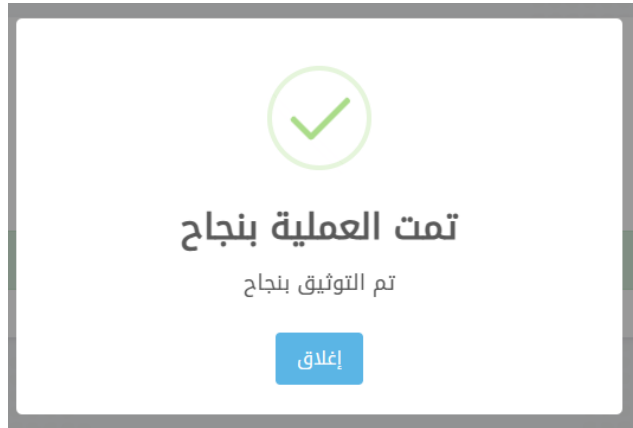 تمت العملية بنجاح
تم التوثيق بنجاح
إغلاق